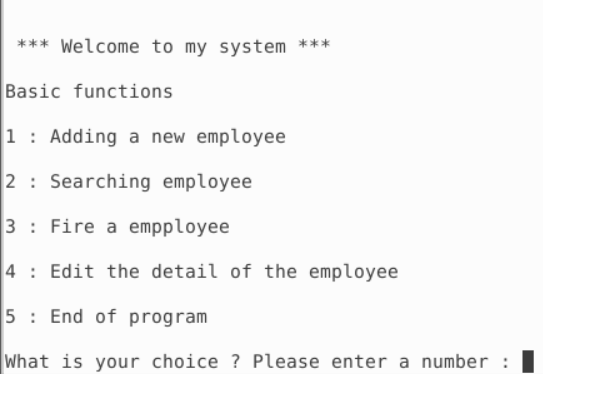 *** Welcome to my system ***
Basic functions
1 : Adding a new employee
2 : Searching employee
3 : Fire a empployee
4 : Edit the detail of the employee
5 : End of program
What is your choice ? Please enter a number :